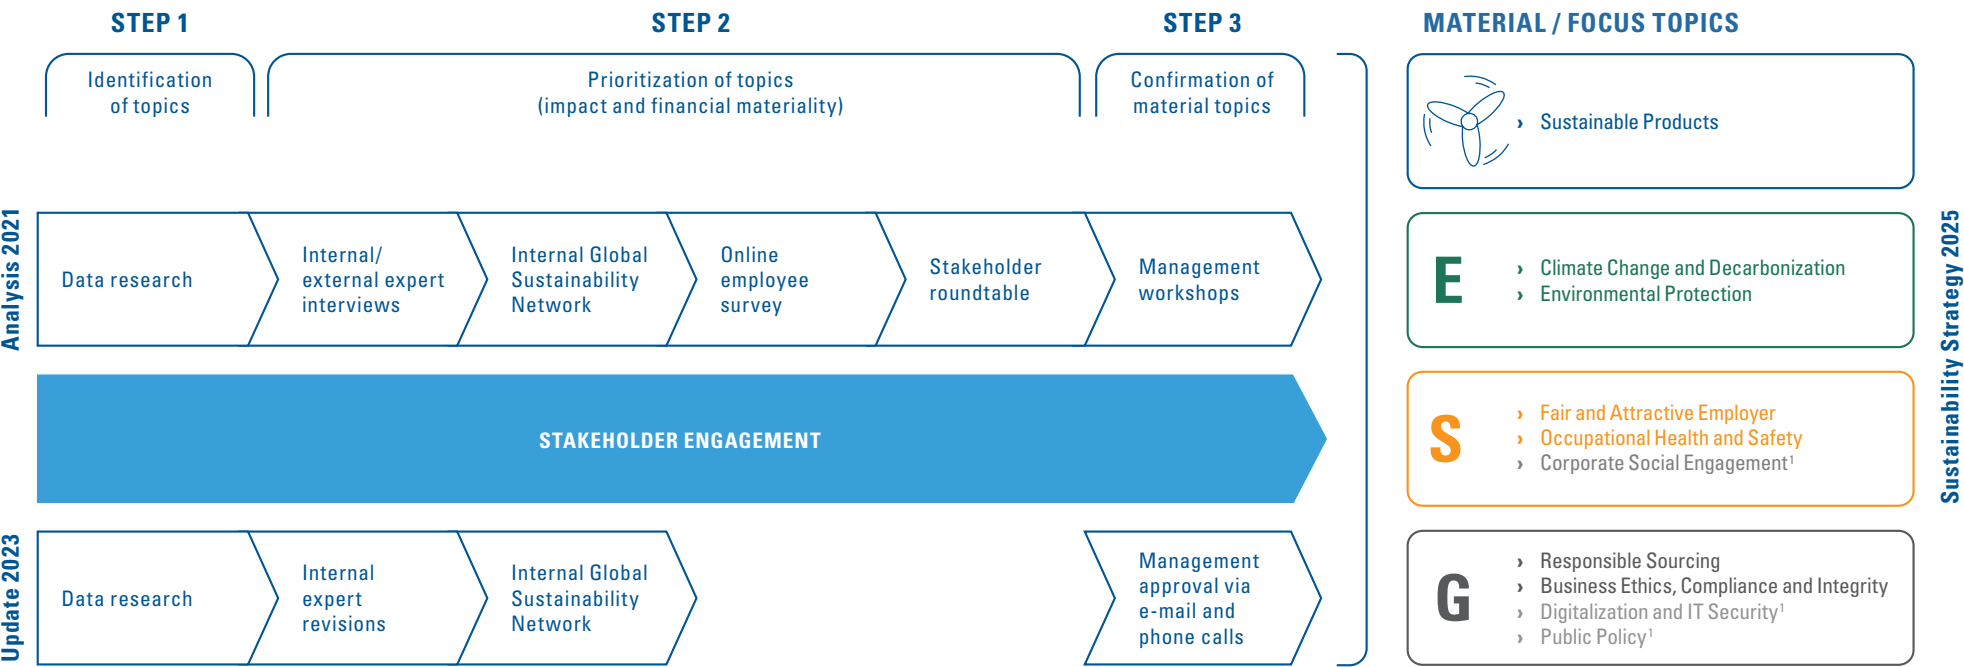 STEP 1
STEP 2
STEP 3
MATERIAL / FOCUS TOPICS
Identification
of topics
Prioritization of topics
(impact and financial materiality)
Confirmation of
material topics
› Sustainable Products
Analysis 2021
Data research
Internal/
external expert
interviews
Internal Global
Sustainability
Network
Online
employee
survey
Stakeholder
roundtable
Management
workshops
E
› Climate Change and Decarbonization
› Environmental Protection
STAKEHOLDER ENGAGEMENT
S
› Fair and Attractive Employer
› Occupational Health and Safety
› Corporate Social Engagement¹
Update 2023
Data research
Internal
expert
revisions
Internal Global
Sustainability
Network
Management
approval via
e-mail and
phone calls
G
› Responsible Sourcing
› Business Ethics, Compliance and Integrity
› Digitalization and IT Security¹
› Public Policy¹
Sustainability Strategy 2025